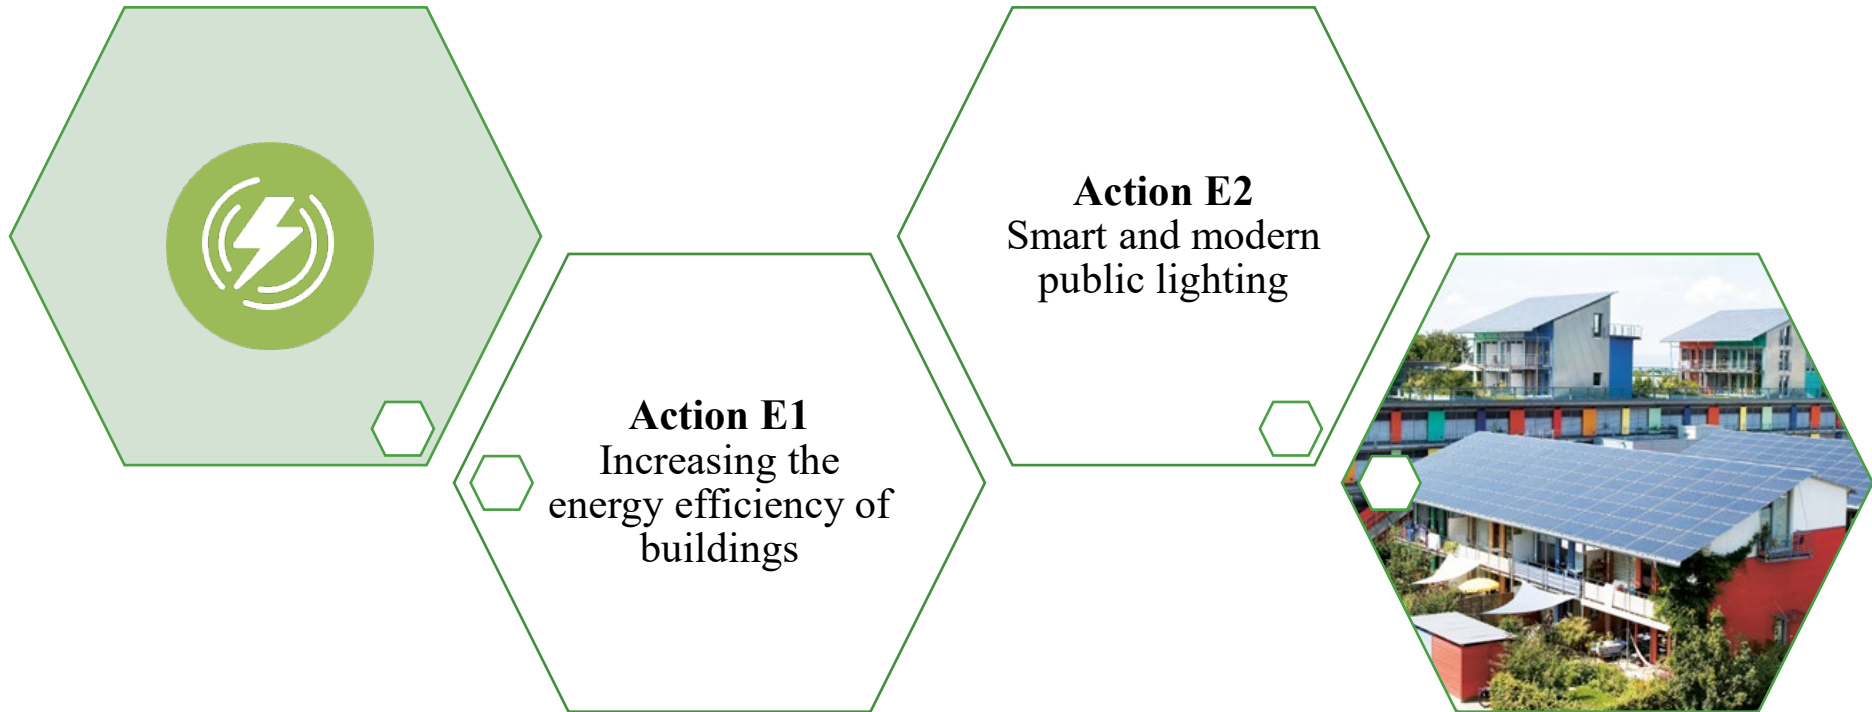 Action E1
Increasing the
energy efficiency of
buildings
Action E2
Smart and modern
public lighting